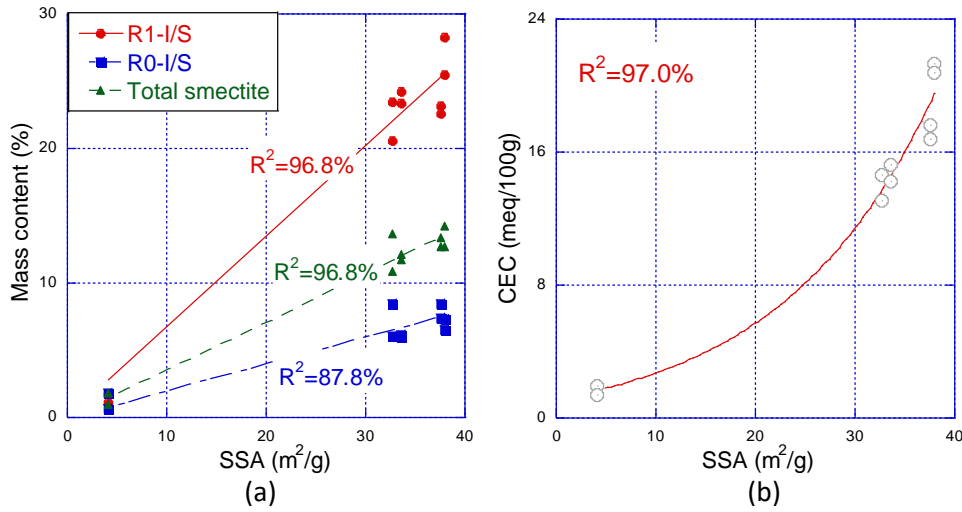 30
R1-I/S
R0-I/S
Total smectite
20
10
0
R²=96.8%
R²=96.8%
R²=87.8%
Mass content (%)
0 10 20 30 40
SSA (m²/g)
(a)
24
16
8
0
R²=97.0%
CEC (meq/100g)
0 10 20 30 40
SSA (m²/g)
(b)